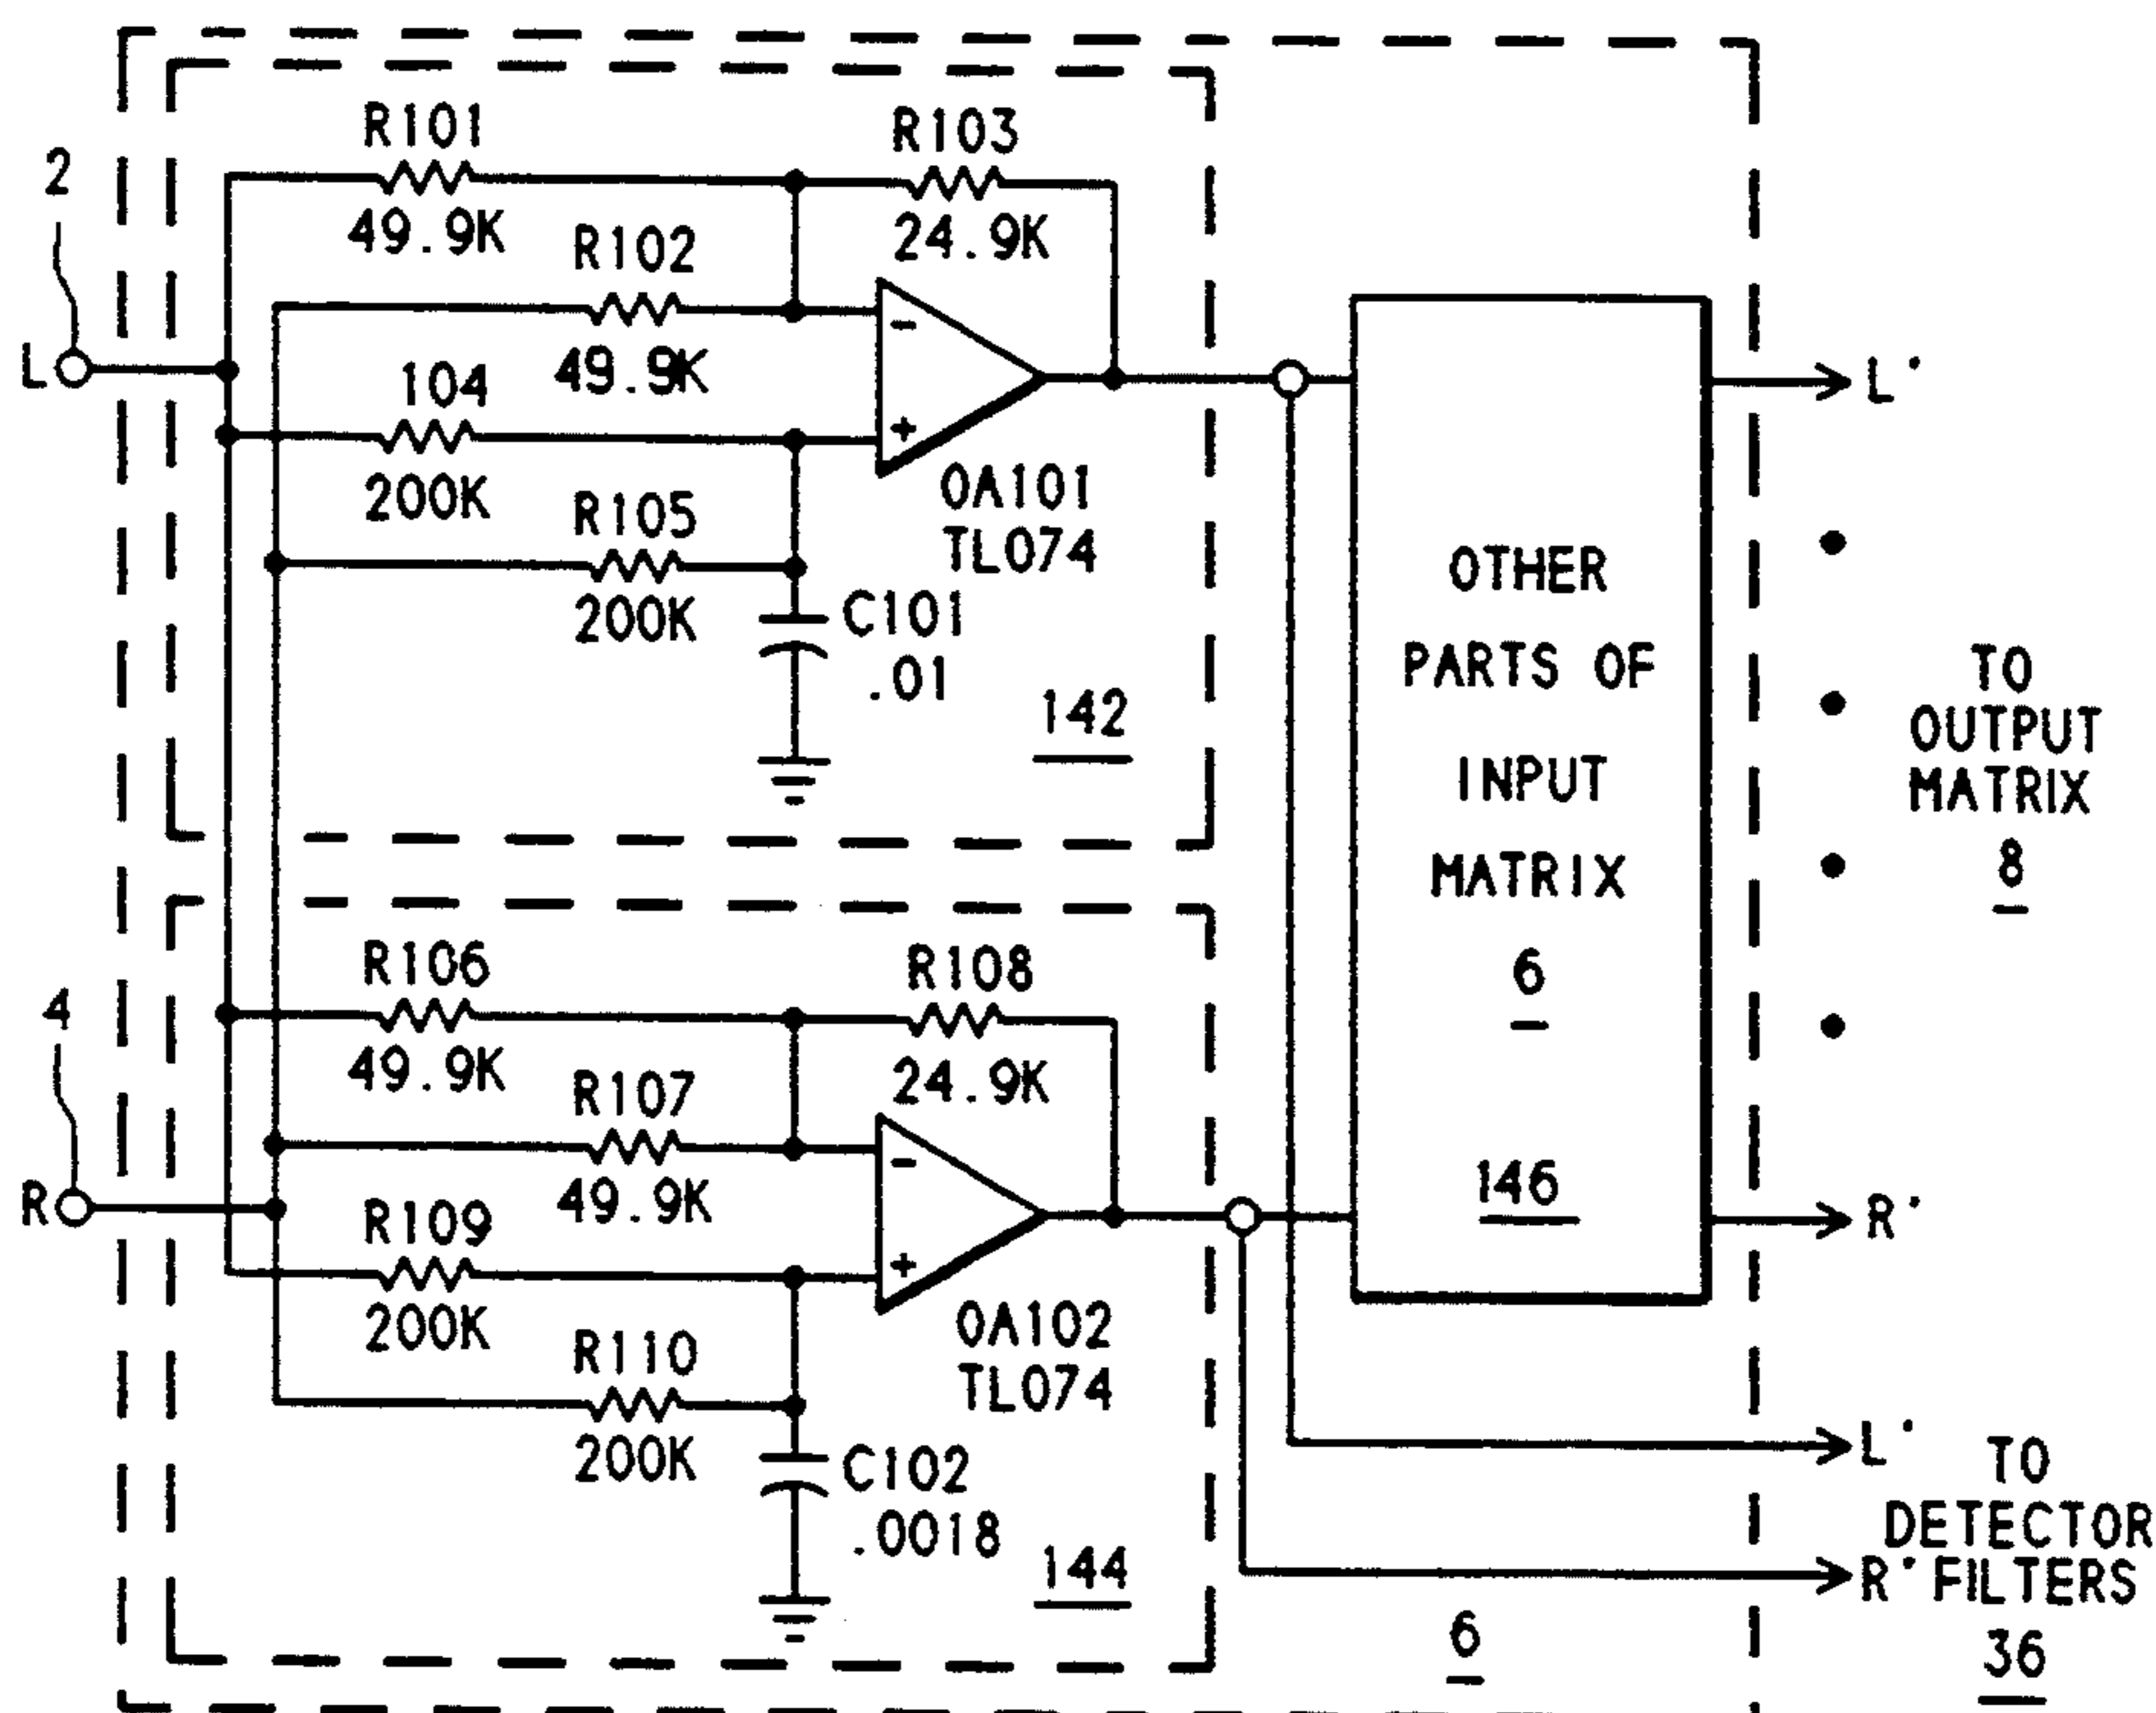 R101
49.9K
R103
24.9K
2
R102
49.9K
L
104
200K
-
+
OA101
TL074
R105
200K
C101
.01
142
R106
49.9K
R108
24.9K
4
R107
49.9K
R
R109
200K
-
+
OA102
TL074
R110
200K
C102
.0018
144
OTHER
PARTS OF
INPUT
MATRIX
6
146
L'
TO
OUTPUT
MATRIX
8
R'
L'
TO
DETECTOR
R' FILTERS
36
6